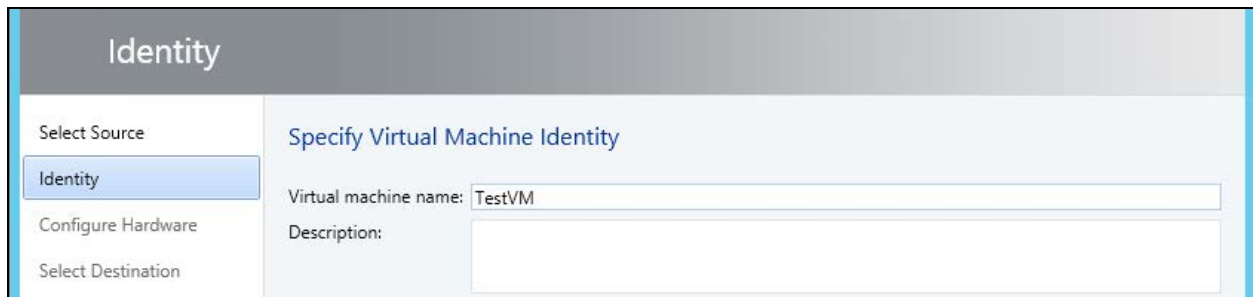 Identity
Select Source
Identity
Configure Hardware
Select Destination
Specify Virtual Machine Identity
Virtual machine name: TestVM
Description: